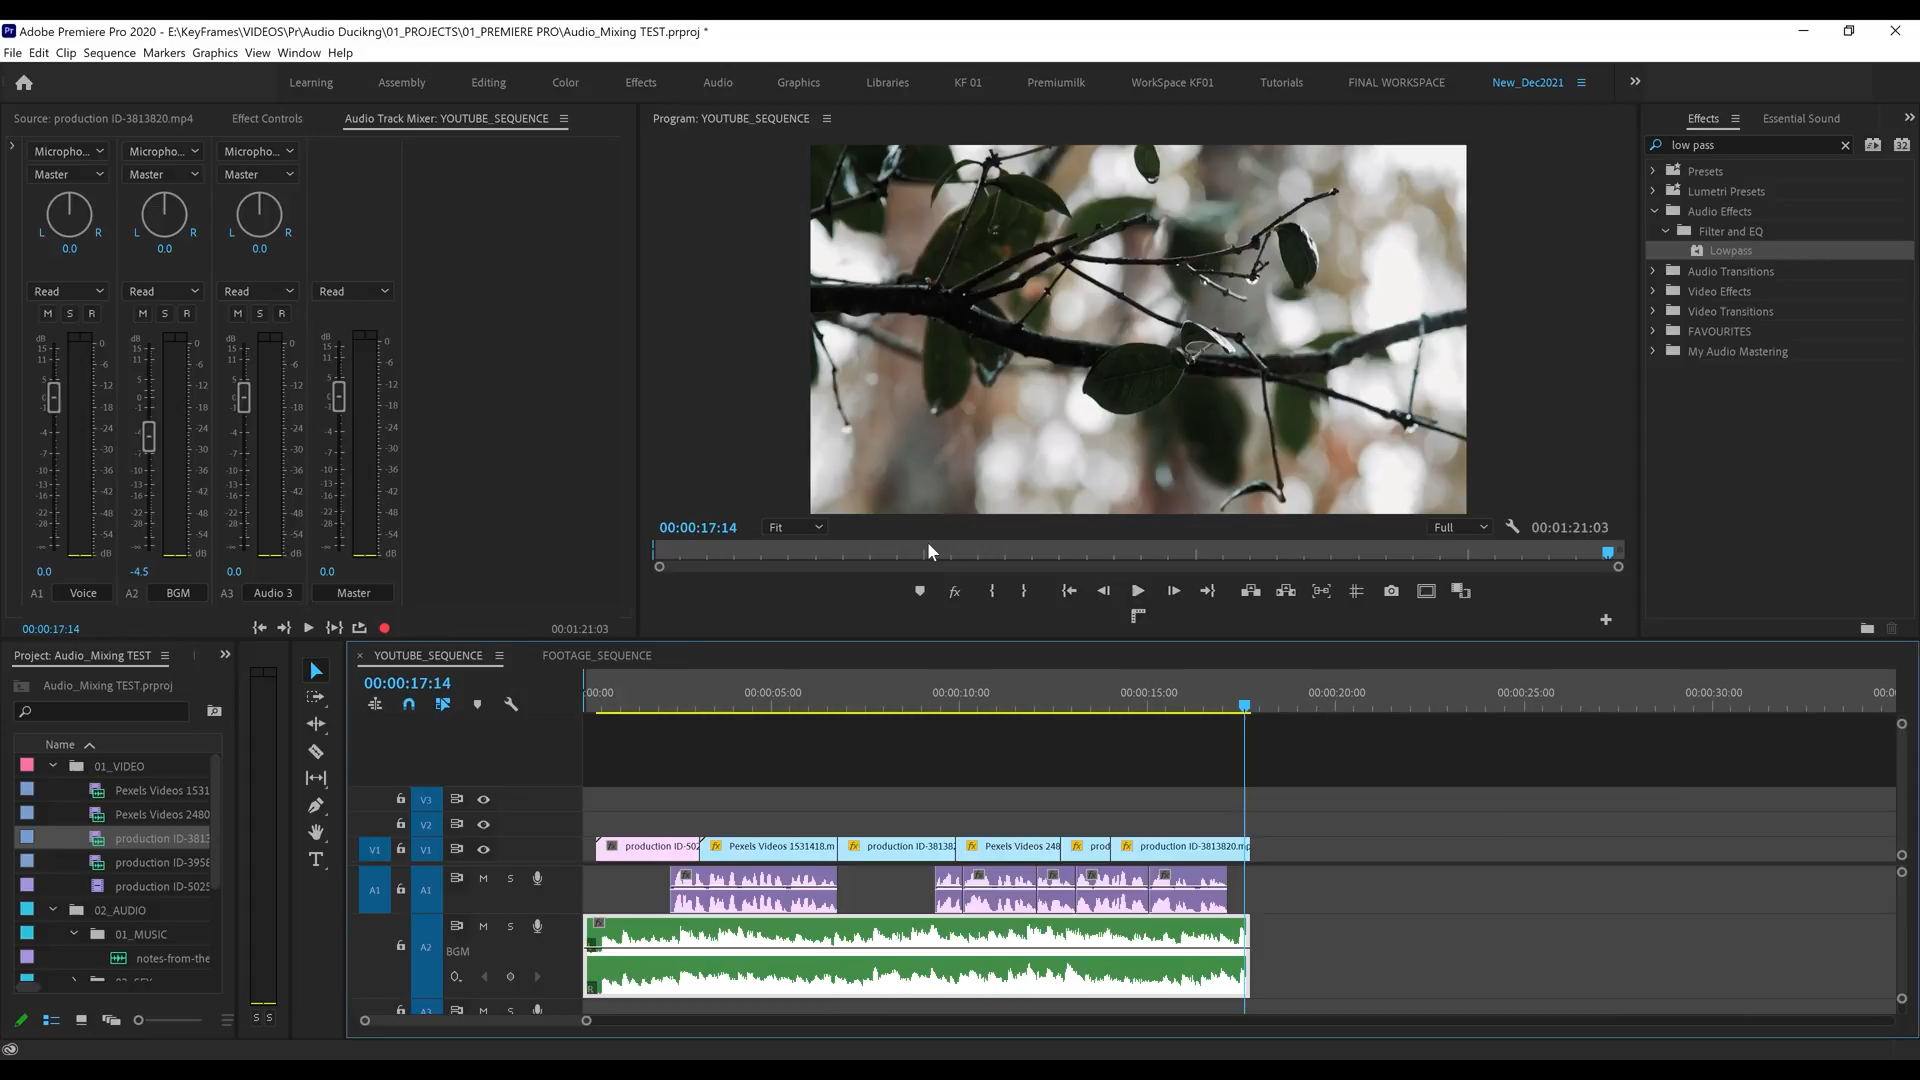 Adobe Premiere Pro 2020 - E:\KeyFrames\VIDEOS\Pr\Audio Ducikng\01_PROJECTS\01_PREMIERE PRO\Audio_Mixing TEST.prproj *
File Edit Clip Sequence Markers Graphics View Window Help
Learning Assembly Editing Color Effects Audio Graphics Libraries KF 01 Premiumilk WorkSpace KF01 Tutorials FINAL WORKSPACE New_Dec2021
Source: production ID-3813820.mp4 Effect Controls Audio Track Mixer: YOUTUBE_SEQUENCE
Micropho... Micropho... Micropho...
Master Master Master
L R L R L R
0.0 0.0 0.0
Read Read Read Read
M S R M S R M S R
0.0 -4.5 0.0 0.0
A1 Voice A2 BGM A3 Audio 3 Master
00:00:17:14 00:01:21:03
Program: YOUTUBE_SEQUENCE
00:00:17:14 Fit Full 00:01:21:03
Effects Essential Sound
low pass
Presets
Lumetri Presets
Audio Effects
Filter and EQ
Lowpass
Audio Transitions
Video Effects
Video Transitions
FAVOURITES
My Audio Mastering
Project: Audio_Mixing TEST
Audio_Mixing TEST.prproj
Name
01_VIDEO
Pexels Videos 1531
Pexels Videos 2480
production ID-3813
production ID-3958
production ID-5025
02_AUDIO
01_MUSIC
notes-from-the
S S
YOUTUBE_SEQUENCE FOOTAGE_SEQUENCE
00:00:17:14
:00:00 00:00:05:00 00:00:10:00 00:00:15:00 00:00:20:00 00:00:25:00 00:00:30:00
V3
V2
V1 V1 production ID-502 Pexels Videos 1531418.m production ID-38138 Pexels Videos 248 prod production ID-3813820.mp
A1 A1 M S
A2 M S
BGM
A3 M S